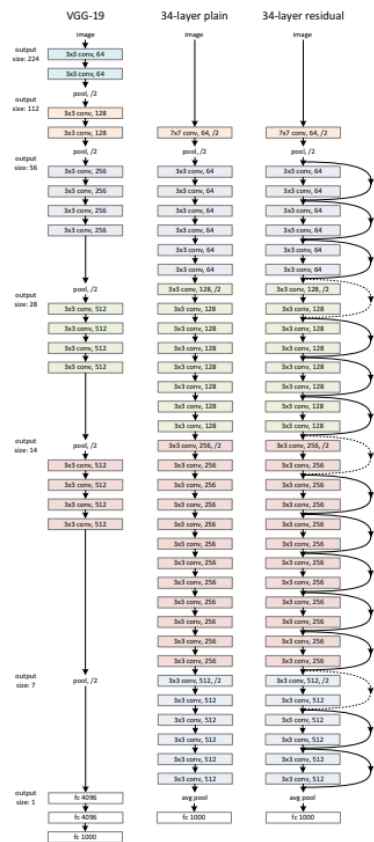 output
size: 224
output
size: 112
output
size: 56
output
size: 28
output
size: 14
output
size: 7
output
size: 1
VGG-19
image
3x3 conv, 64
3x3 conv, 64
pool, /2
3x3 conv, 128
3x3 conv, 128
pool, /2
3x3 conv, 256
3x3 conv, 256
3x3 conv, 256
3x3 conv, 256
pool, /2
3x3 conv, 512
3x3 conv, 512
3x3 conv, 512
3x3 conv, 512
pool, /2
3x3 conv, 512
3x3 conv, 512
3x3 conv, 512
3x3 conv, 512
pool, /2
fc 4096
fc 4096
fc 1000
34-layer plain
image
7x7 conv, 64, /2
pool, /2
3x3 conv, 64
3x3 conv, 64
3x3 conv, 64
3x3 conv, 64
3x3 conv, 64
3x3 conv, 64
3x3 conv, 128, /2
3x3 conv, 128
3x3 conv, 128
3x3 conv, 128
3x3 conv, 128
3x3 conv, 128
3x3 conv, 128
3x3 conv, 128
3x3 conv, 256, /2
3x3 conv, 256
3x3 conv, 256
3x3 conv, 256
3x3 conv, 256
3x3 conv, 256
3x3 conv, 256
3x3 conv, 256
3x3 conv, 256
3x3 conv, 256
3x3 conv, 256
3x3 conv, 256
3x3 conv, 512, /2
3x3 conv, 512
3x3 conv, 512
3x3 conv, 512
3x3 conv, 512
3x3 conv, 512
avg pool
fc 1000
34-layer residual
image
7x7 conv, 64, /2
pool, /2
3x3 conv, 64
3x3 conv, 64
3x3 conv, 64
3x3 conv, 64
3x3 conv, 64
3x3 conv, 64
3x3 conv, 128, /2
3x3 conv, 128
3x3 conv, 128
3x3 conv, 128
3x3 conv, 128
3x3 conv, 128
3x3 conv, 128
3x3 conv, 128
3x3 conv, 256, /2
3x3 conv, 256
3x3 conv, 256
3x3 conv, 256
3x3 conv, 256
3x3 conv, 256
3x3 conv, 256
3x3 conv, 256
3x3 conv, 256
3x3 conv, 256
3x3 conv, 256
3x3 conv, 256
3x3 conv, 512, /2
3x3 conv, 512
3x3 conv, 512
3x3 conv, 512
3x3 conv, 512
3x3 conv, 512
avg pool
fc 1000